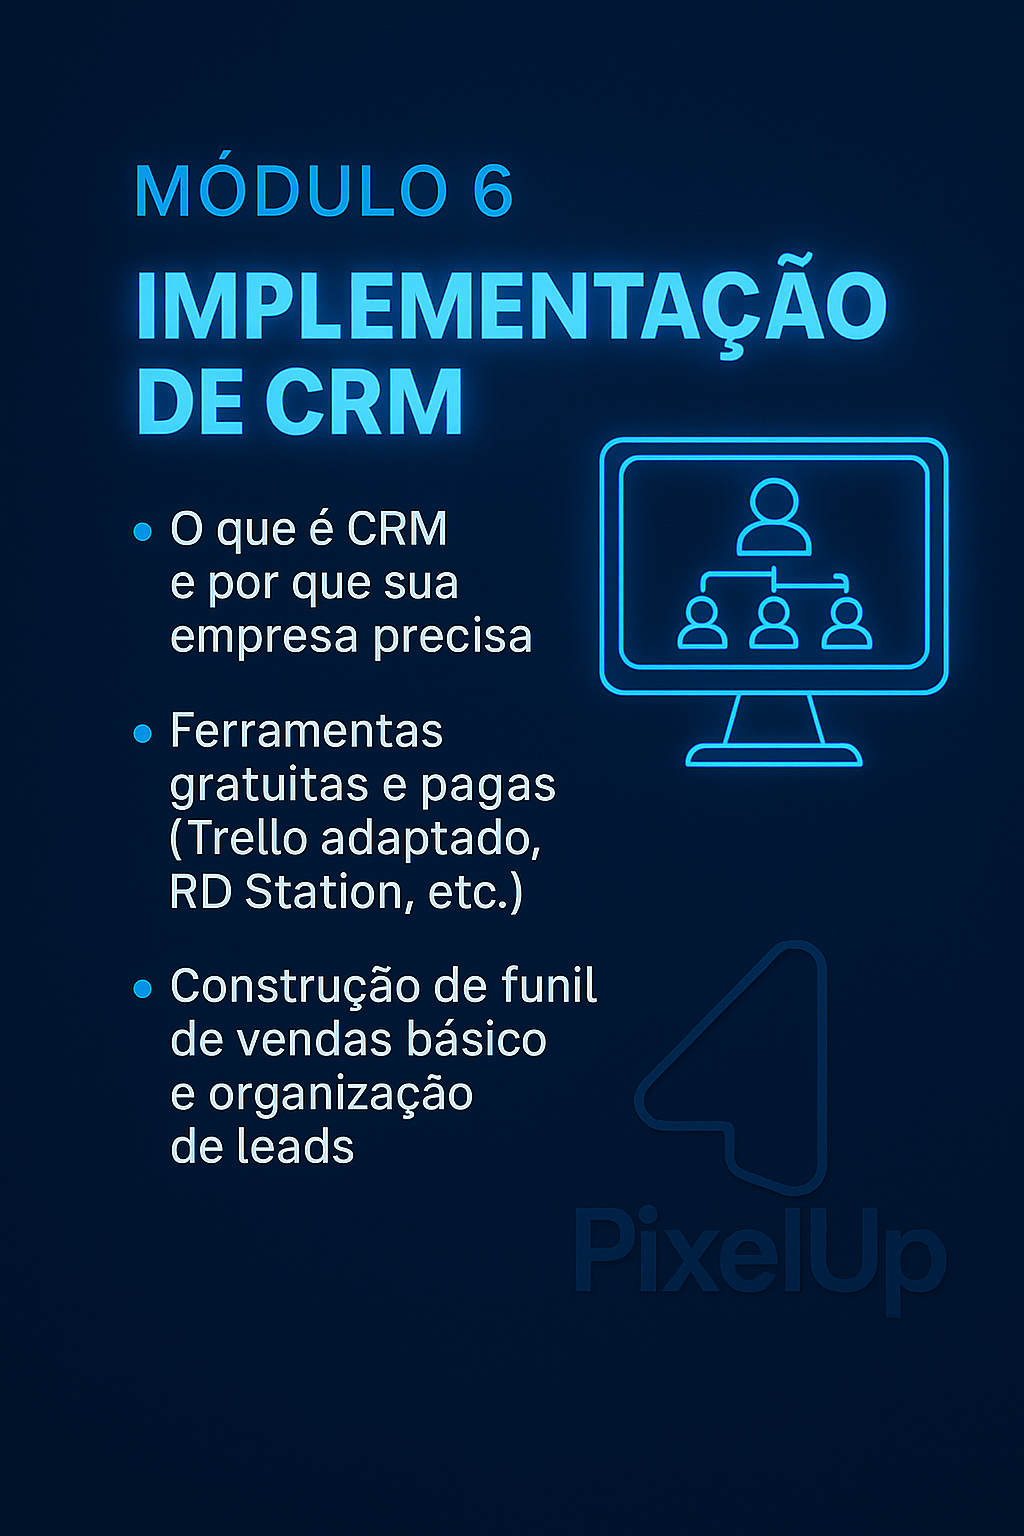 MÓDULO 6
IMPLEMENTAÇÃO
DE CRM
• O que é CRM
e por que sua
empresa precisa
• Ferramentas
gratuitas e pagas
(Trello adaptado,
RD Station, etc.)
• Construção de funil
de vendas básico
e organização
de leads
PixelUp